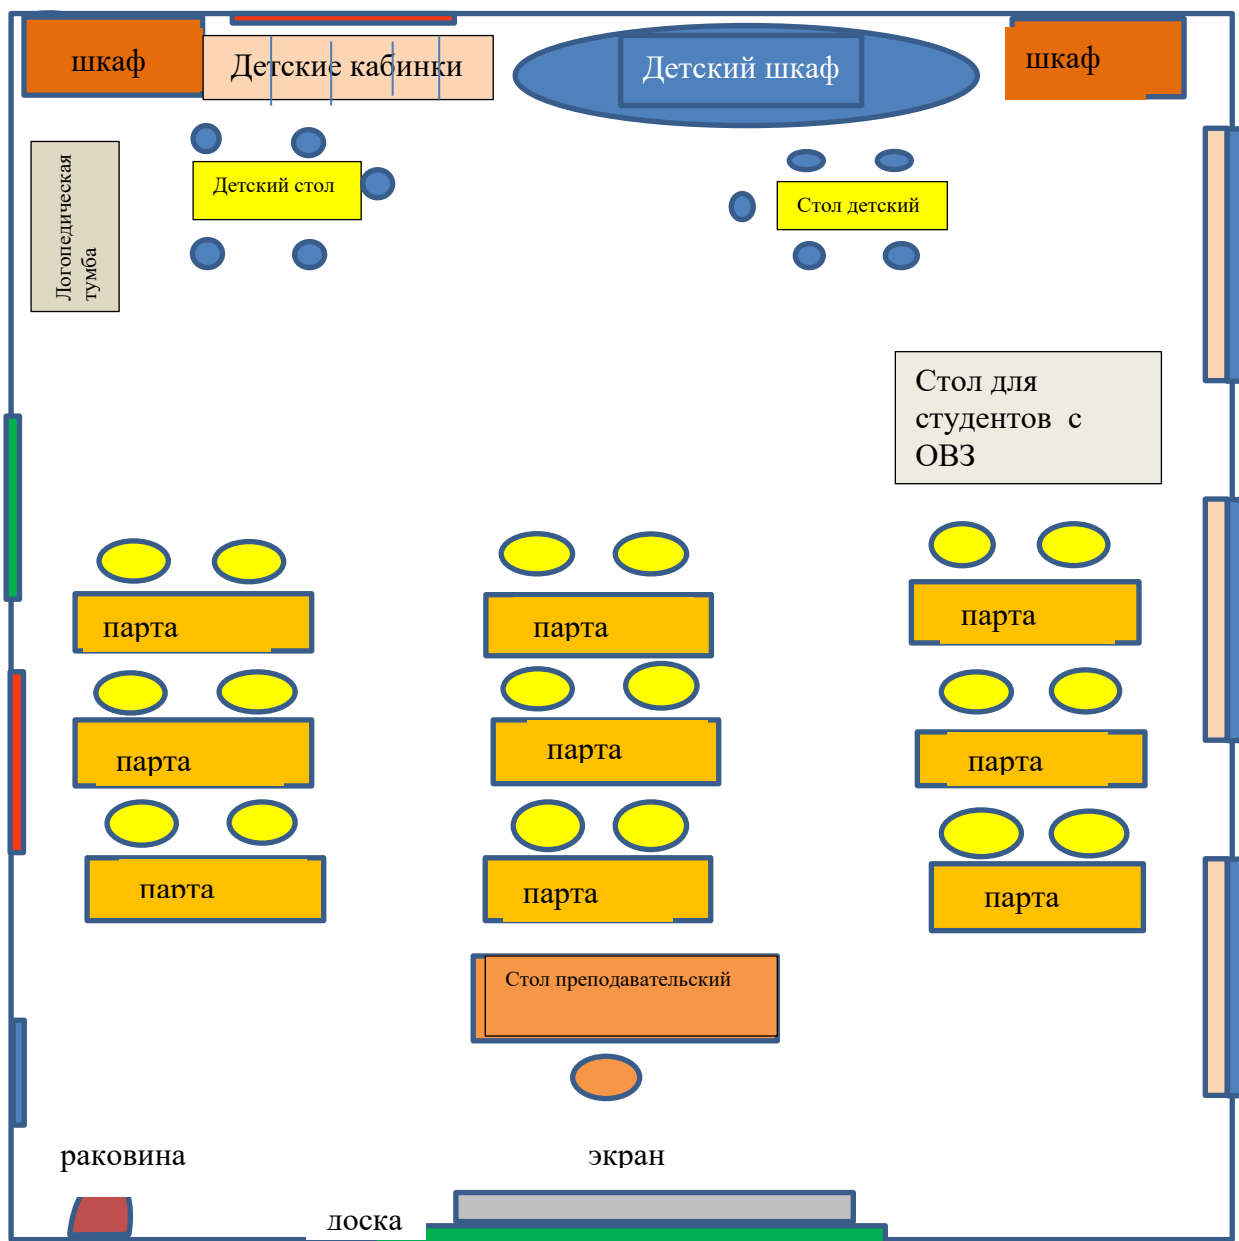 шкаф
Детские кабинки
Детский шкаф
шкаф
Логопедическая
тумба
Детский стол
Стол детский
Стол для
студентов с
ОВЗ
парта
парта
парта
парта
парта
парта
парта
парта
парта
Стол преподавательский
раковина
экран
доска